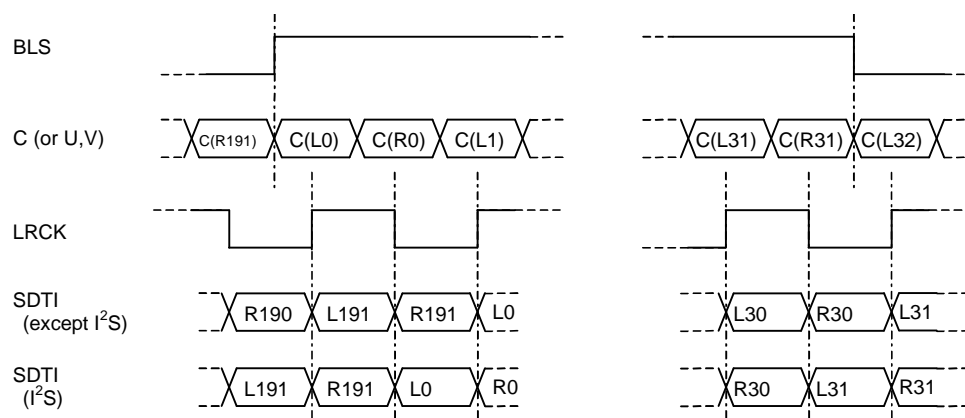 BLS
C (or U,V)
C(R191) C(L0) C(R0) C(L1) C(L31) C(R31) C(L32)
LRCK
SDTI
(except I²S)
R190 L191 R191 L0 L30 R30 L31
SDTI
(I²S)
L191 R191 L0 R0 R30 L31 R31